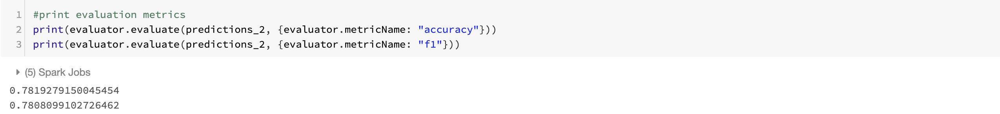 1 #print evaluation metrics
2 print(evaluator.evaluate(predictions_2, {evaluator.metricName: "accuracy"}))
3 print(evaluator.evaluate(predictions_2, {evaluator.metricName: "f1"}))
(5) Spark Jobs
0.7819279150045454
0.7808099102726462